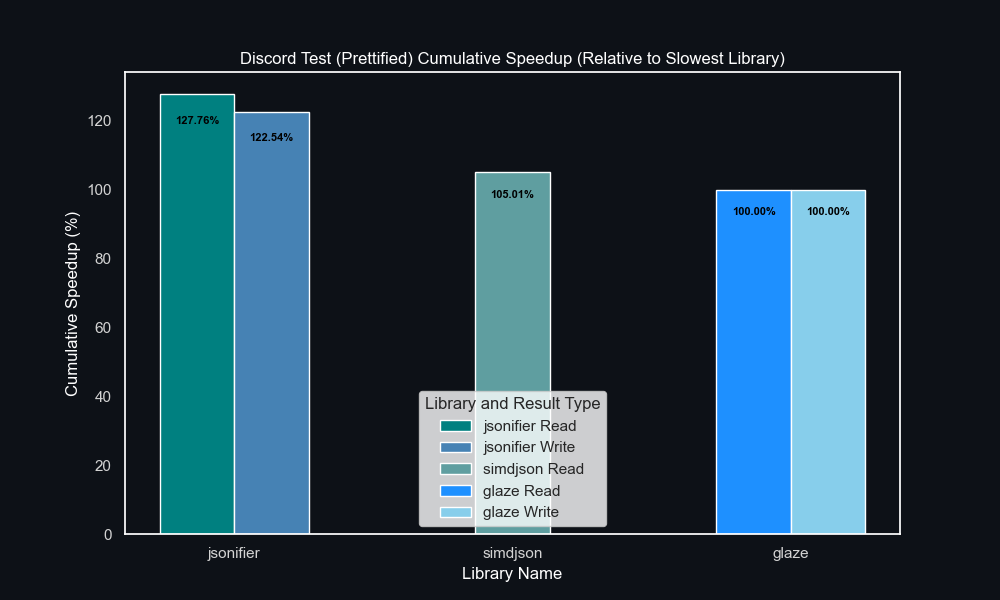 Discord Test (Prettified) Cumulative Speedup (Relative to Slowest Library)
Cumulative Speedup (%)
120
100
80
60
40
20
0
127.76%
122.54%
105.01%
100.00%
100.00%
Library and Result Type
jsonifier Read
jsonifier Write
simdjson Read
glaze Read
glaze Write
jsonifier
simdjson
glaze
Library Name